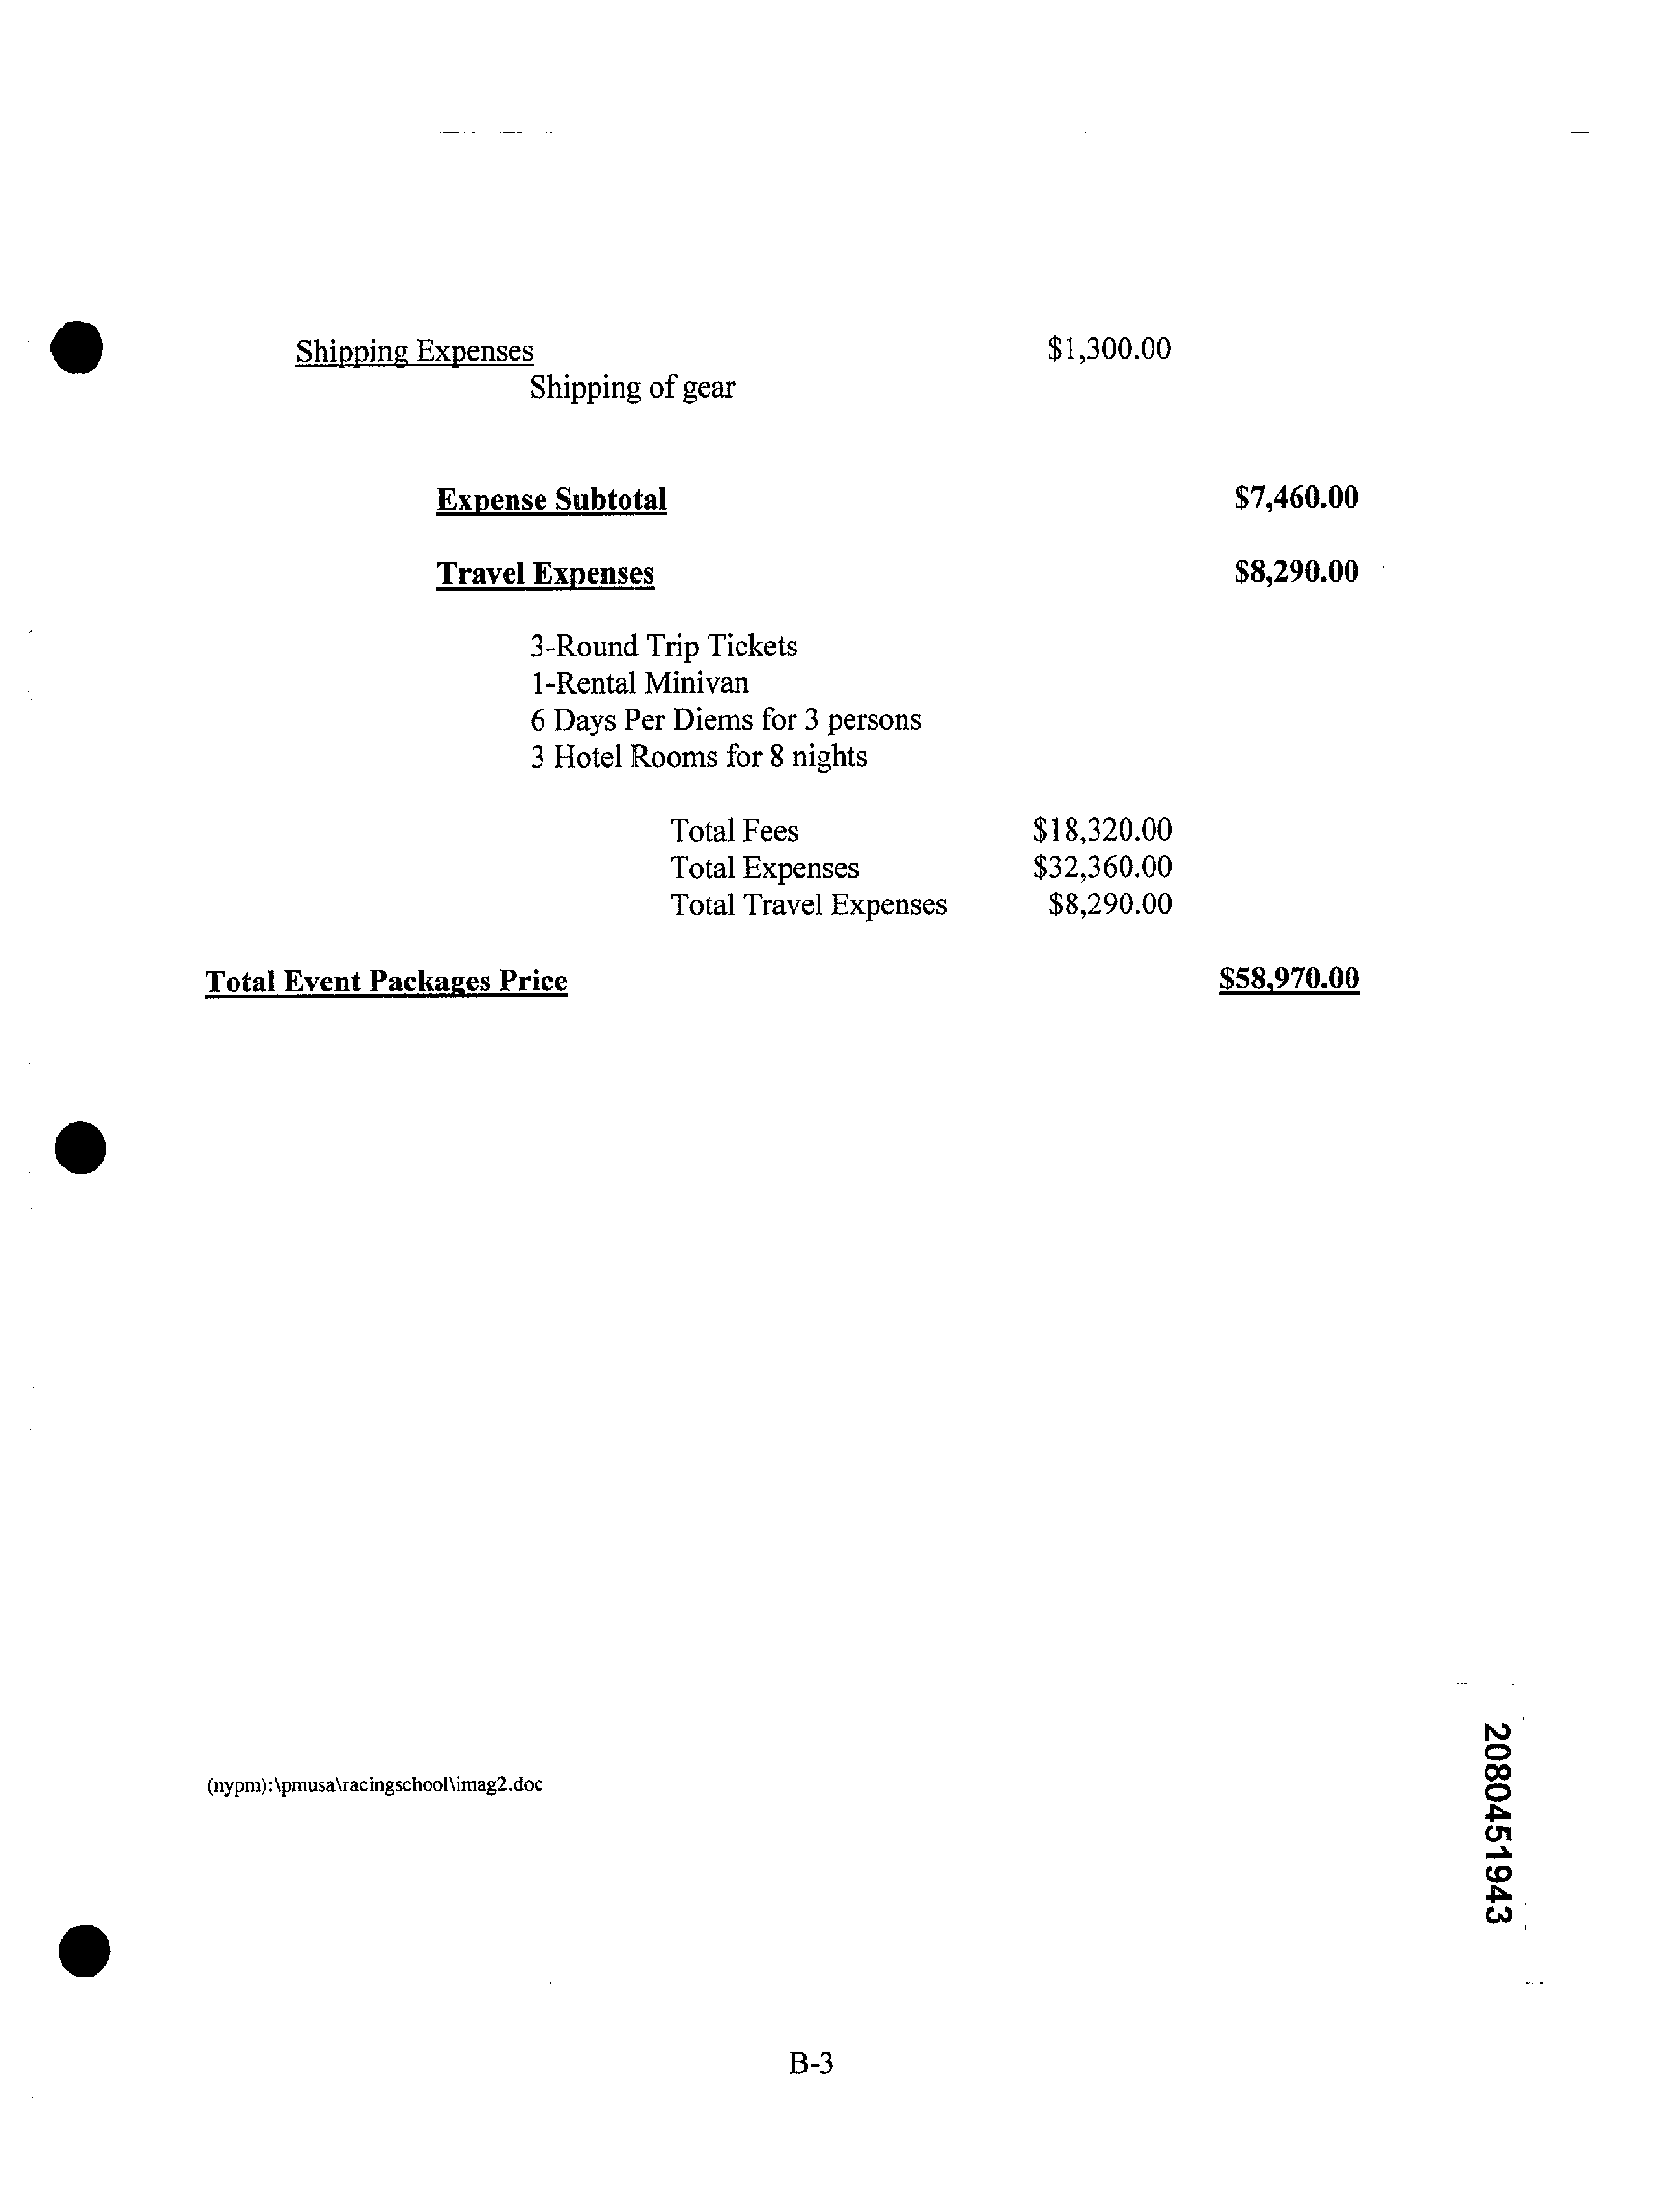 Shipping Expenses $1,300.00
Shipping of gear
Expense Subtotal $7,460.00
Travel Expenses $8,290.00
3-Round Trip Tickets
1-Rental Minivan
6 Days Per Diems for 3 persons
3 Hotel Rooms for 8 nights
Total Fees $18,320.00
Total Expenses $32,360.00
Total Travel Expenses $8,290.00
Total Event Packages Price $58,970.00
(nypm):\pmusa\racingschool\imag2.doc
2080451943
B-3